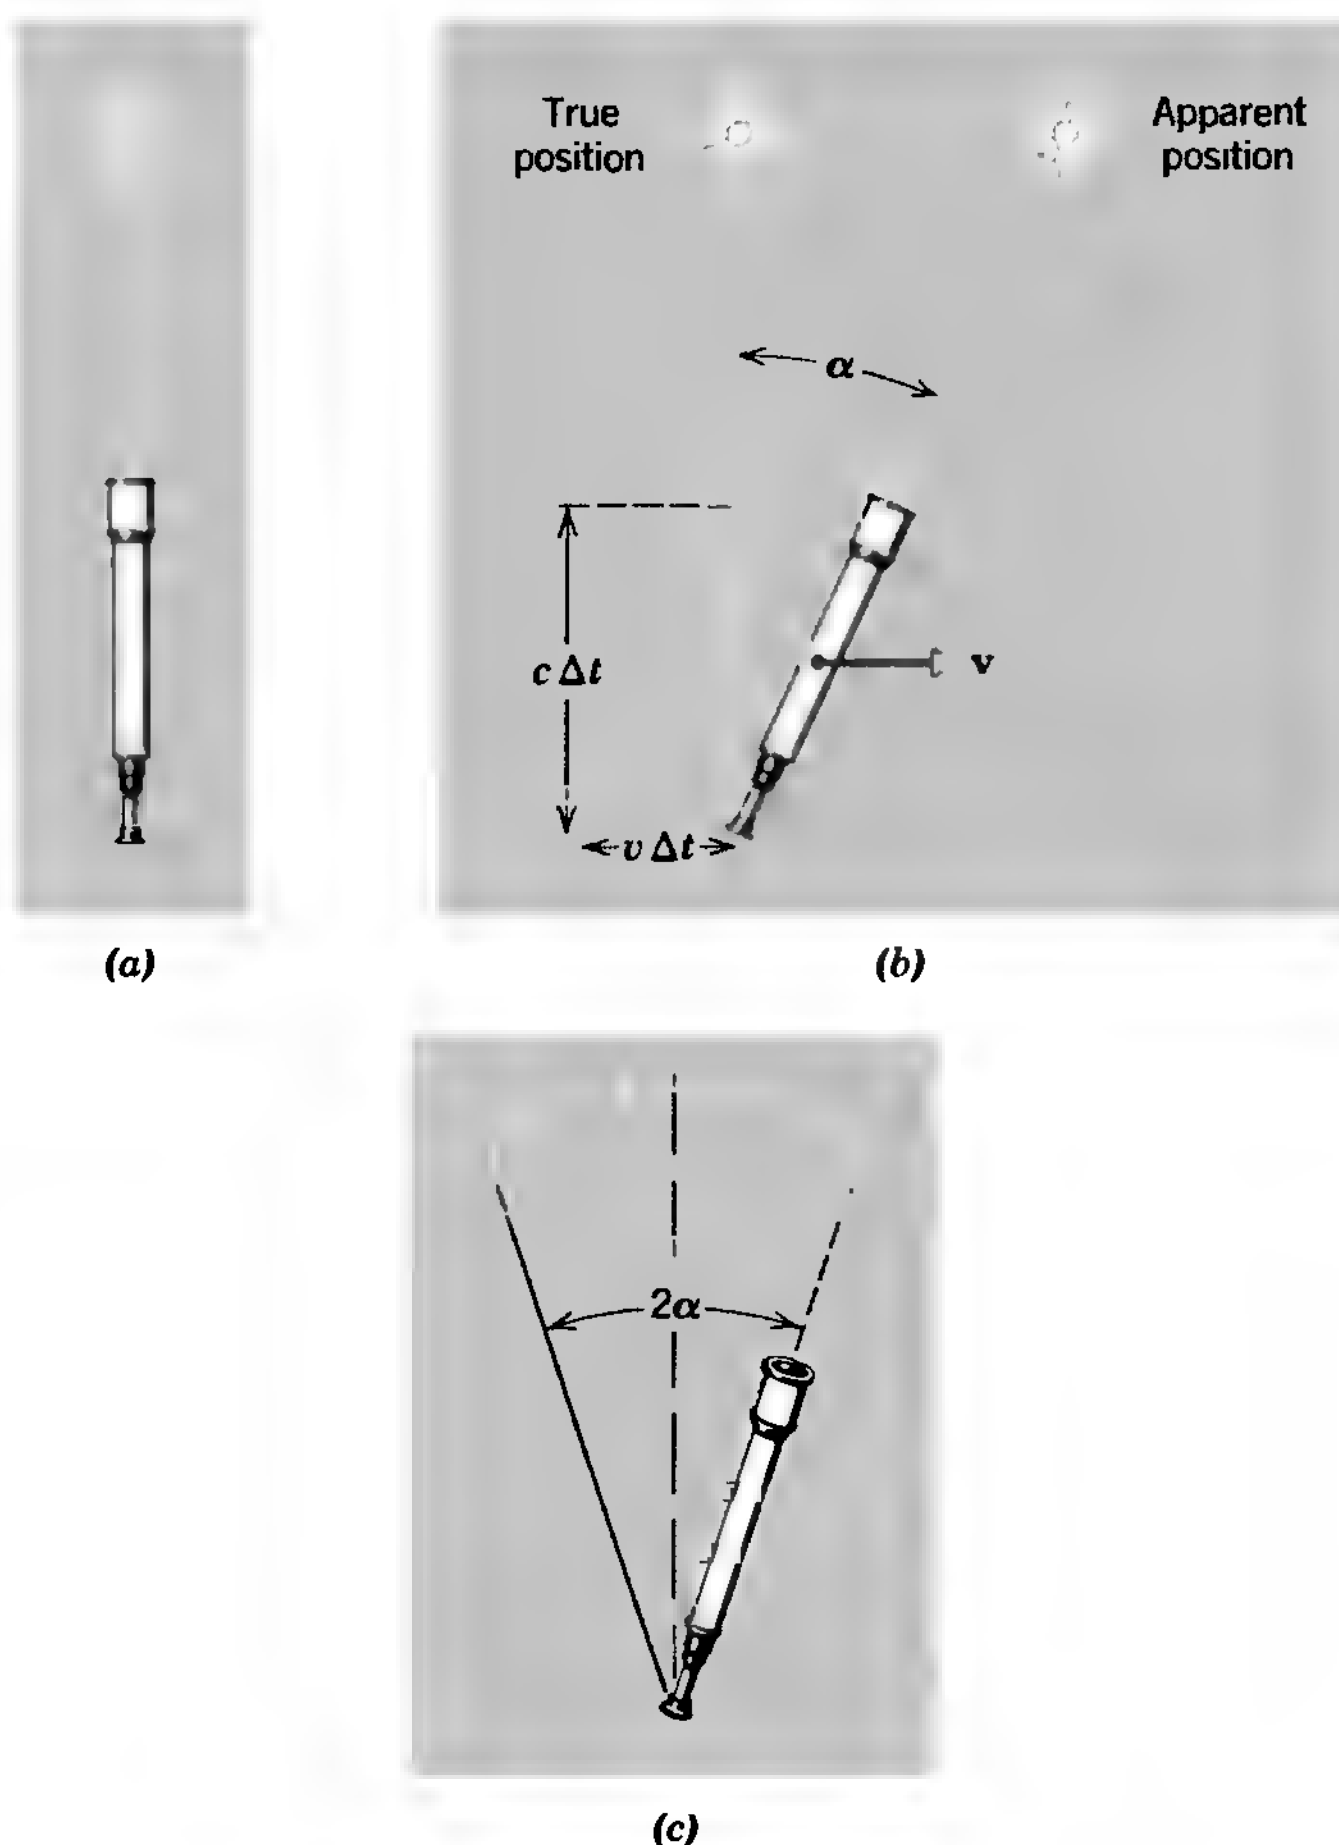 True
position
Apparent
position
α
c Δt
v
v Δt
(a)
(b)
2α
(c)